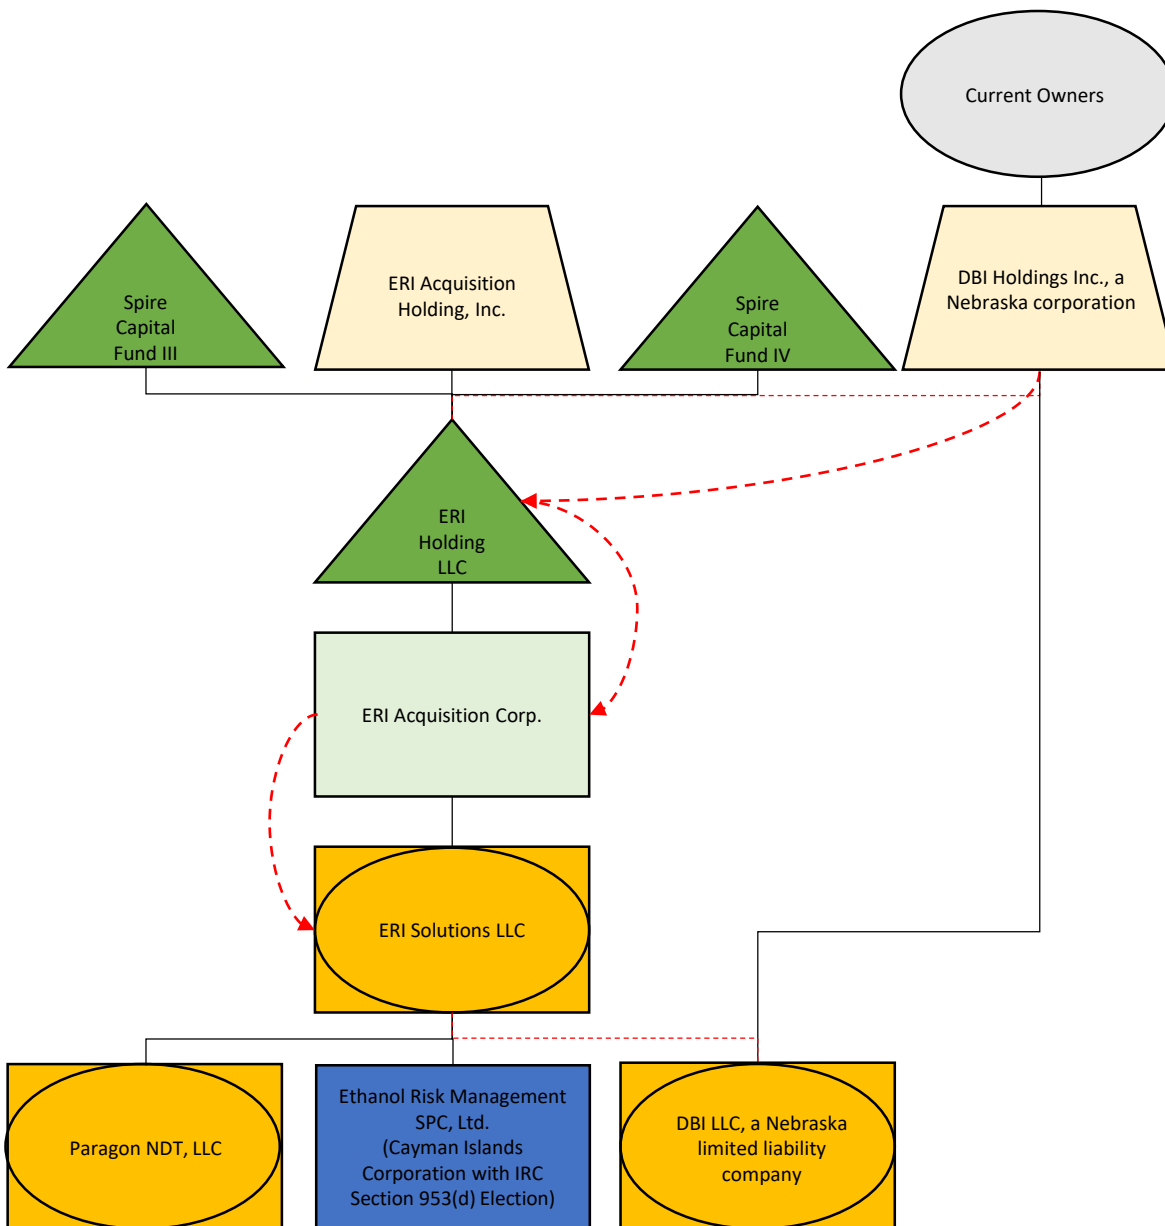 Current Owners
Spire
Capital
Fund III
ERI Acquisition
Holding, Inc.
Spire
Capital
Fund IV
DBI Holdings Inc., a
Nebraska corporation
ERI
Holding
LLC
ERI Acquisition Corp.
ERI Solutions LLC
Paragon NDT, LLC
Ethanol Risk Management
SPC, Ltd.
(Cayman Islands
Corporation with IRC
Section 953(d) Election)
DBI LLC, a Nebraska
limited liability
company